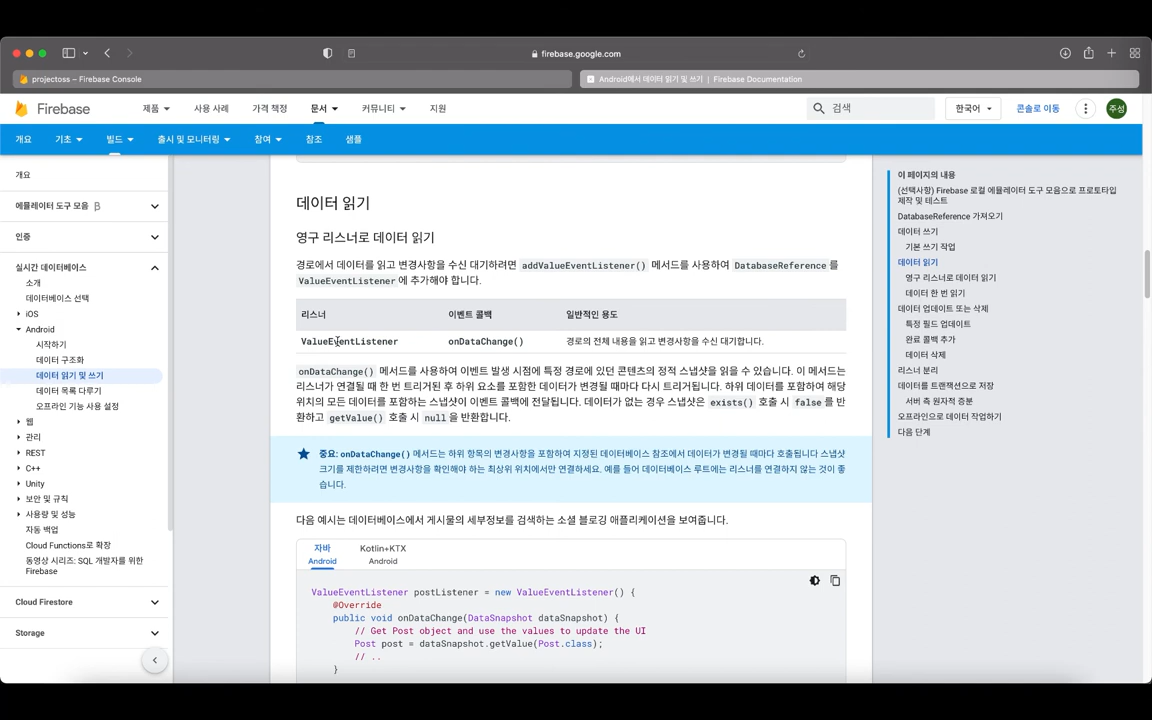 firebase.google.com
projectoss – Firebase Console
Android에서 데이터 읽기 및 쓰기 | Firebase Documentation
Firebase
제품
사용 사례
가격 책정
문서
커뮤니티
지원
검색
한국어
콘솔로 이동
주성
개요
기초
빌드
출시 및 모니터링
참여
참조
샘플
개요
에뮬레이터 도구 모음 β
인증
실시간 데이터베이스
소개
데이터베이스 선택
iOS
Android
시작하기
데이터 구조화
데이터 읽기 및 쓰기
데이터 목록 다루기
오프라인 기능 사용 설정
웹
관리
REST
C++
Unity
보안 및 규칙
사용량 및 성능
자동 백업
Cloud Functions로 확장
동영상 시리즈: SQL 개발자를 위한
Firebase
Cloud Firestore
Storage
데이터 읽기
영구 리스너로 데이터 읽기
경로에서 데이터를 읽고 변경사항을 수신 대기하려면 addValueEventListener() 메서드를 사용하여 DatabaseReference 를
ValueEventListener 에 추가해야 합니다.
리스너 이벤트 콜백 일반적인 용도
ValueEventListener onDataChange() 경로의 전체 내용을 읽고 변경사항을 수신 대기합니다.
onDataChange() 메서드를 사용하여 이벤트 발생 시점에 특정 경로에 있던 콘텐츠의 정적 스냅샷을 읽을 수 있습니다. 이 메서드는
리스너가 연결될 때 한 번 트리거된 후 하위 요소를 포함한 데이터가 변경될 때마다 다시 트리거됩니다. 하위 데이터를 포함하여 해당
위치의 모든 데이터를 포함하는 스냅샷이 이벤트 콜백에 전달됩니다. 데이터가 없는 경우 스냅샷은 exists() 호출 시 false 를 반
환하고 getValue() 호출 시 null 을 반환합니다.
중요: onDataChange() 메서드는 하위 항목의 변경사항을 포함하여 지정된 데이터베이스 참조에서 데이터가 변경될 때마다 호출됩니다 스냅샷
크기를 제한하려면 변경사항을 확인해야 하는 최상위 위치에서만 연결하세요. 예를 들어 데이터베이스 루트에는 리스너를 연결하지 않는 것이 좋
습니다.
다음 예시는 데이터베이스에서 게시물의 세부정보를 검색하는 소셜 블로깅 애플리케이션을 보여줍니다.
자바
Android
Kotlin+KTX
Android
ValueEventListener postListener = new ValueEventListener() {
@Override
public void onDataChange(DataSnapshot dataSnapshot) {
// Get Post object and use the values to update the UI
Post post = dataSnapshot.getValue(Post.class);
// ..
}
이 페이지의 내용
(선택사항) Firebase 로컬 에뮬레이터 도구 모음으로 프로토타입
제작 및 테스트
DatabaseReference 가져오기
데이터 쓰기
기본 쓰기 작업
데이터 읽기
영구 리스너로 데이터 읽기
데이터 한 번 읽기
데이터 업데이트 또는 삭제
특정 필드 업데이트
완료 콜백 추가
데이터 삭제
리스너 분리
데이터를 트랜잭션으로 저장
서버 측 원자적 증분
오프라인으로 데이터 작업하기
다음 단계